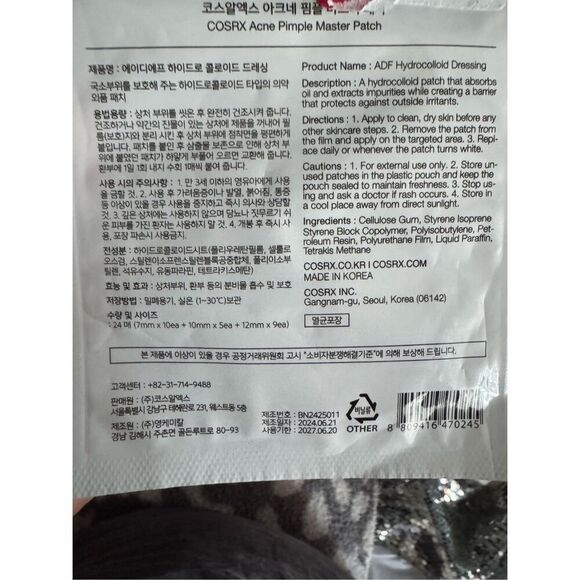 코스알엑스 아크네 핌플
COSRX Acne Pimple Master Patch
제품명 : 에이디에프 하이드로 콜로이드 드레싱
국소부위를 보호해 주는 하이드로콜로이드 타입의 의약
외품 패치
용법용량 : 상처 부위를 씻은 후 완전히 건조시켜 줍니다.
건조하거나 약간의 진물이 있는 상처에 제품을 꺼내어 필
름(보호)지와 분리 시킨 후 상처 부위에 점착면을 평편하게
붙입니다. 패치를 붙인 후 삼출물 보존으로 인해 상처 부
위에 붙였던 패치가 하얗게 부풀어 오르면 교환해 줍니다.
환부에 1일 1회 내지 수회 1매씩 붙여 줍니다.
사용 시의 주의사항 : 1. 만 3세 이하의 영유아에게 사용
을 금할 것. 2. 사용 후 가려움증이나 발열, 붉어짐, 통증
등 이상이 있을 경우 사용을 중지하고 즉시 의사와 상담할
것. 3. 깊은 상처에는 사용하지 않으며 당뇨나 짓무르기 쉬
운 피부를 가진 환자는 사용하지 말 것. 4. 개봉 후 즉시 사
용, 포장 파손시 사용금지.
전성분 : 하이드로콜로이드시트(폴리우레탄필름, 셀룰로
오스검, 스티렌이소프렌스티렌블록공중합체, 폴리이소부
틸렌, 석유수지, 유동파라핀, 테트라키스메탄)
효능 및 효과 : 상처부위, 환부 등의 분비물 흡수 및 보호
저장방법 : 밀폐용기, 실온 (1~30℃)보관
수량 및 사이즈
: 24 매 (7mm x 10ea + 10mm x 5ea + 12mm x 9ea)
Product Name : ADF Hydrocolloid Dressing
Description : A hydrocolloid patch that absorbs
oil and extracts impurities while creating a barrier
that protects against outside irritants.
Directions : 1. Apply to clean, dry skin before any
other skincare steps. 2. Remove the patch from
the film and apply on the targeted area. 3. Repl-
ace daily or whenever the patch turns white.
Cautions : 1. For external use only. 2. Store un-
used patches in the plastic pouch and keep the
pouch sealed to maintain freshness. 3. Stop us-
ing and ask a doctor if rash occurs. 4. Store in
a cool place away from direct sunlight.
Ingredients : Cellulose Gum, Styrene Isoprene
Styrene Block Copolymer, Polyisobutylene, Pet-
roleum Resin, Polyurethane Film, Liquid Paraffin,
Tetrakis Methane
COSRX.CO.KR I COSRX.COM
MADE IN KOREA
COSRX INC.
Gangnam-gu, Seoul, Korea (06142)
멸균포장
본 제품에 이상이 있을 경우 공정거래위원회 고시 "소비자분쟁해결기준"에 의해 보상해 드립니다.
고객센터 : +82-31-714-9488
판매원 : (주)코스알엑스
서울특별시 강남구 테헤란로 231, 웨스트동 5층
제조원 : (주)영케미칼
경남 김해시 주촌면 골든루트로 80-93
제조번호 : BN2425011
제조일 : 2024.06.21
사용기한 : 2027.06.20
비닐류
OTHER
8 809416 470245